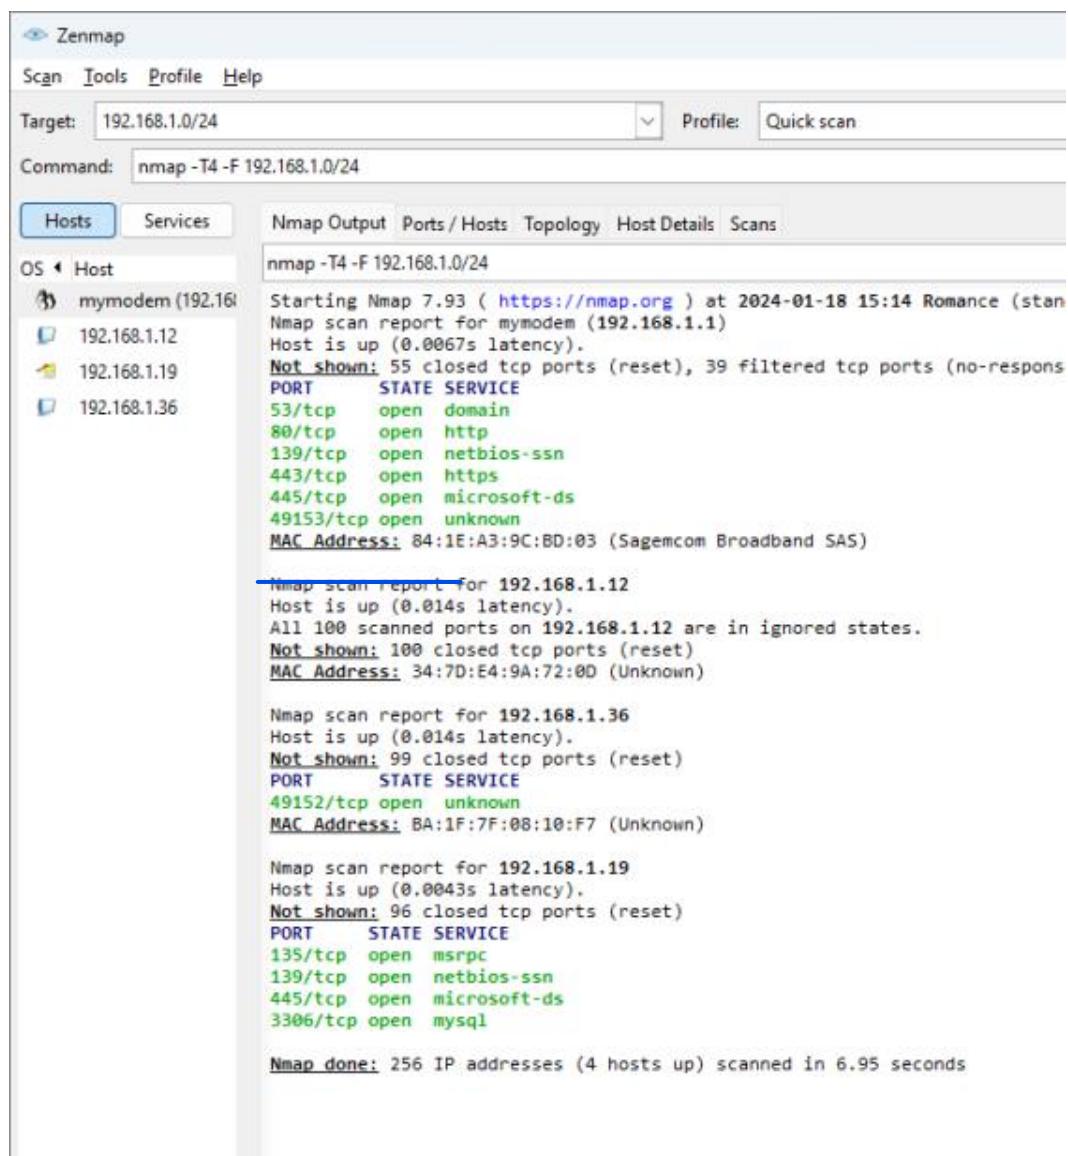 Zenmap
Scan Tools Profile Help
Target: 192.168.1.0/24 Profile: Quick scan
Command: nmap -T4 -F 192.168.1.0/24
Hosts Services
Nmap Output Ports / Hosts Topology Host Details Scans
OS Host
nmap -T4 -F 192.168.1.0/24
mymodem (192.16
192.168.1.12
192.168.1.19
192.168.1.36
Starting Nmap 7.93 ( https://nmap.org ) at 2024-01-18 15:14 Romance (stan
Nmap scan report for mymodem (192.168.1.1)
Host is up (0.0067s latency).
Not shown: 55 closed tcp ports (reset), 39 filtered tcp ports (no-respons
PORT STATE SERVICE
53/tcp open domain
80/tcp open http
139/tcp open netbios-ssn
443/tcp open https
445/tcp open microsoft-ds
49153/tcp open unknown
MAC Address: 84:1E:A3:9C:BD:03 (Sagemcom Broadband SAS)
Nmap scan report for 192.168.1.12
Host is up (0.014s latency).
All 100 scanned ports on 192.168.1.12 are in ignored states.
Not shown: 100 closed tcp ports (reset)
MAC Address: 34:7D:E4:9A:72:0D (Unknown)
Nmap scan report for 192.168.1.36
Host is up (0.014s latency).
Not shown: 99 closed tcp ports (reset)
PORT STATE SERVICE
49152/tcp open unknown
MAC Address: BA:1F:7F:08:10:F7 (Unknown)
Nmap scan report for 192.168.1.19
Host is up (0.0043s latency).
Not shown: 96 closed tcp ports (reset)
PORT STATE SERVICE
135/tcp open msrpc
139/tcp open netbios-ssn
445/tcp open microsoft-ds
3306/tcp open mysql
Nmap done: 256 IP addresses (4 hosts up) scanned in 6.95 seconds